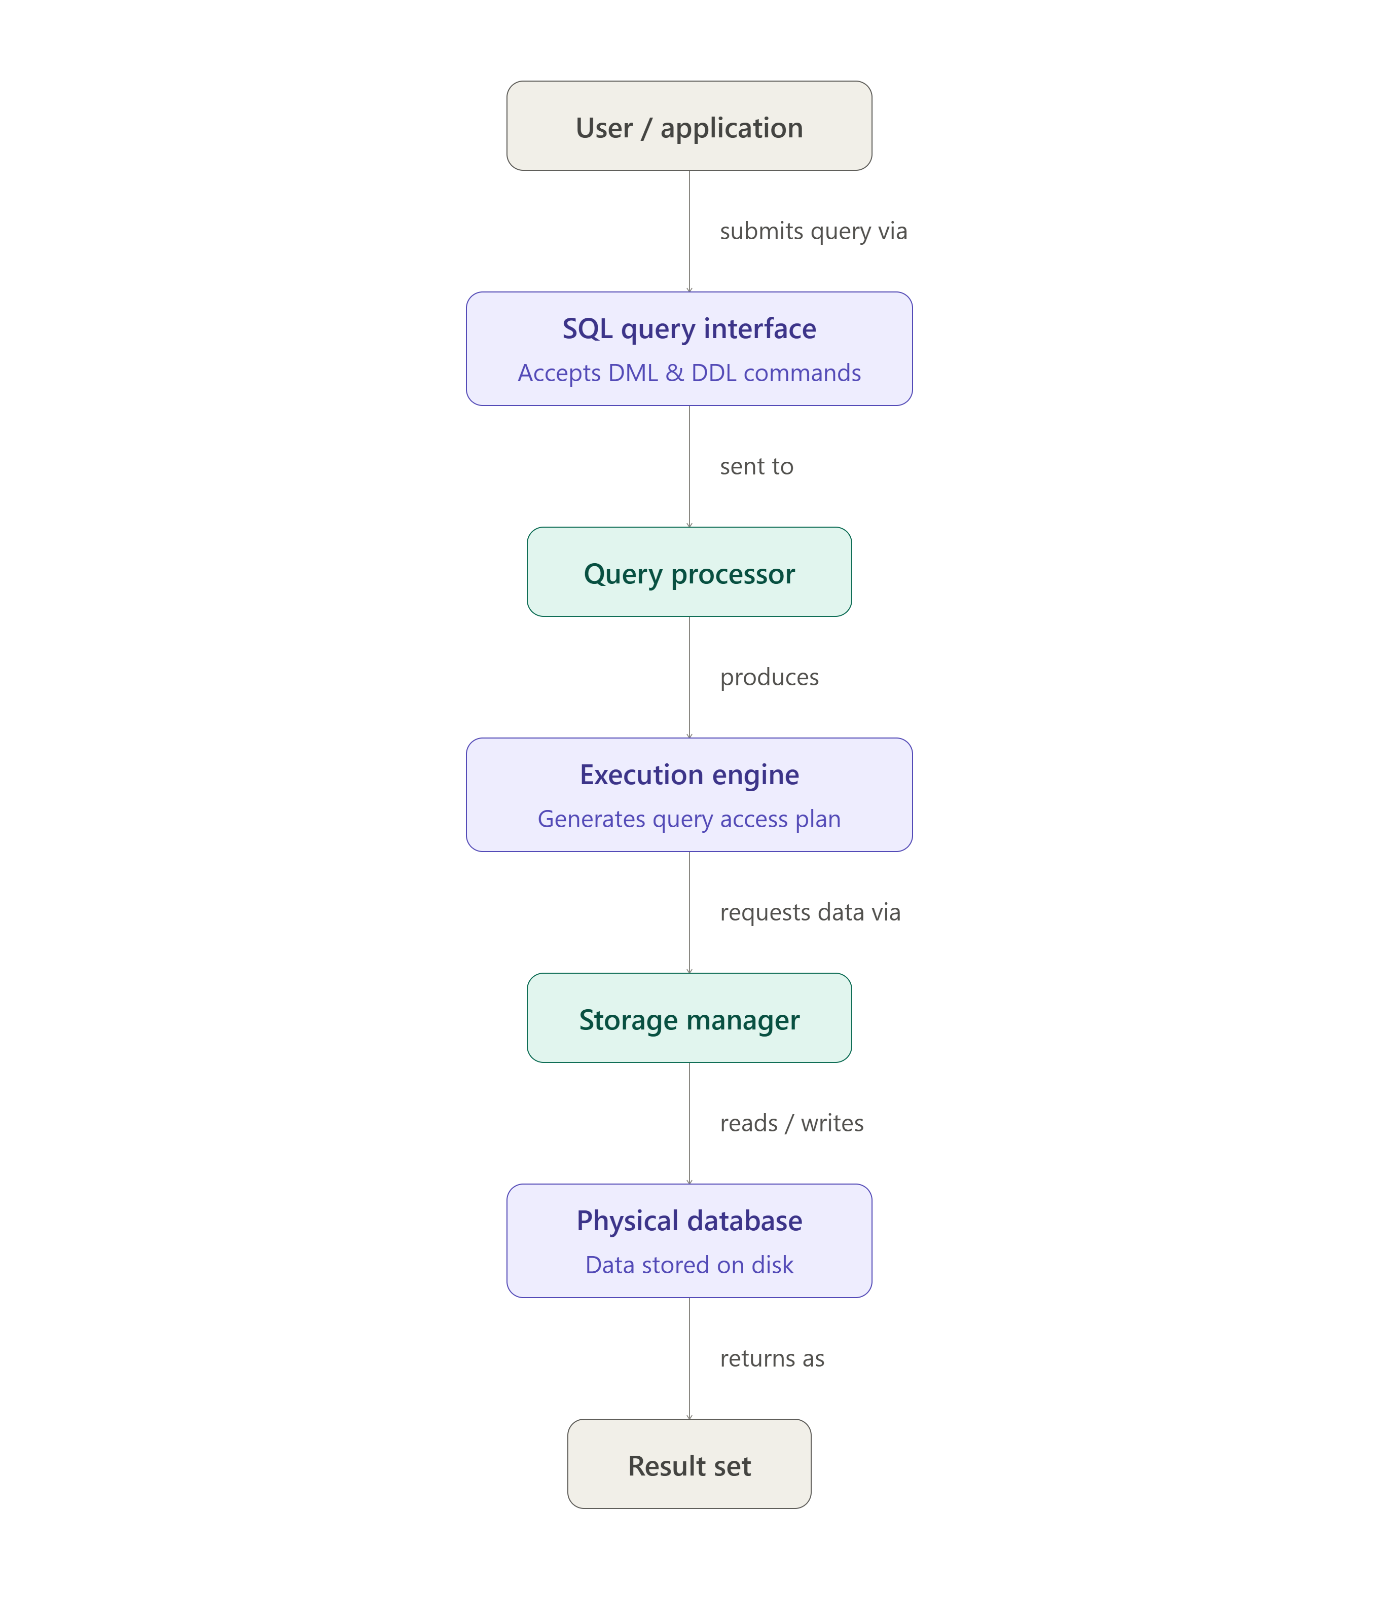 User / application
submits query via
SQL query interface
Accepts DML & DDL commands
sent to
Query processor
produces
Execution engine
Generates query access plan
requests data via
Storage manager
reads / writes
Physical database
Data stored on disk
returns as
Result set